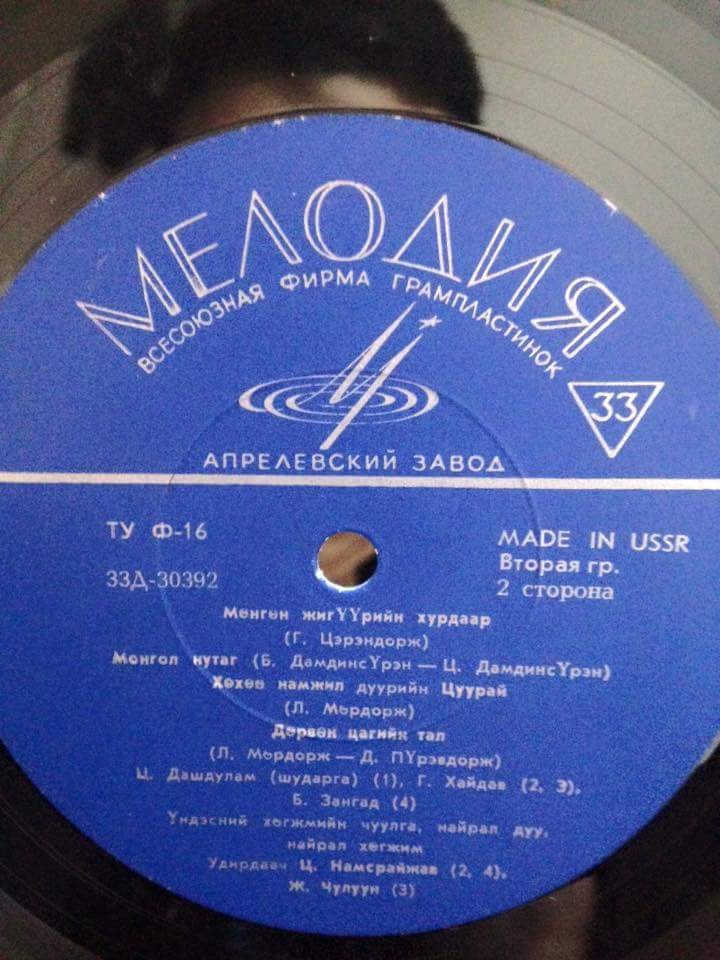 МЕЛОДИЯ
ВСЕСОЮЗНАЯ ФИРМА ГРАМПЛАСТИНОК
33
АПРЕЛЕВСКИЙ ЗАВОД
ТУ Ф-16
MADE IN USSR
Вторая гр.
33Д-30392
2 сторона
Мөнгөн жигҮҮрийн хурдаар
(Г. Цэрэндорж)
Монгол нутаг (Б. ДамдинсҮрэн — Ц. ДамдинсҮрэн)
Хөхөө намжил дуурийн Цуурай
(Л. Мөрдорж)
Дөрвөн цагийн тал
(Л. Мөрдорж — Д. ПҮрэвдорж)
Ц. Дашдулам (шударга) (1), Г. Хайдав (2, 3),
Б. Зангад (4)
Үндэсний хөгжмийн чуулга, найрал дуу,
найрал хөгжим
Удирдаач Ц. Намсрайжав (2, 4),
Ж. Чулуун (3)